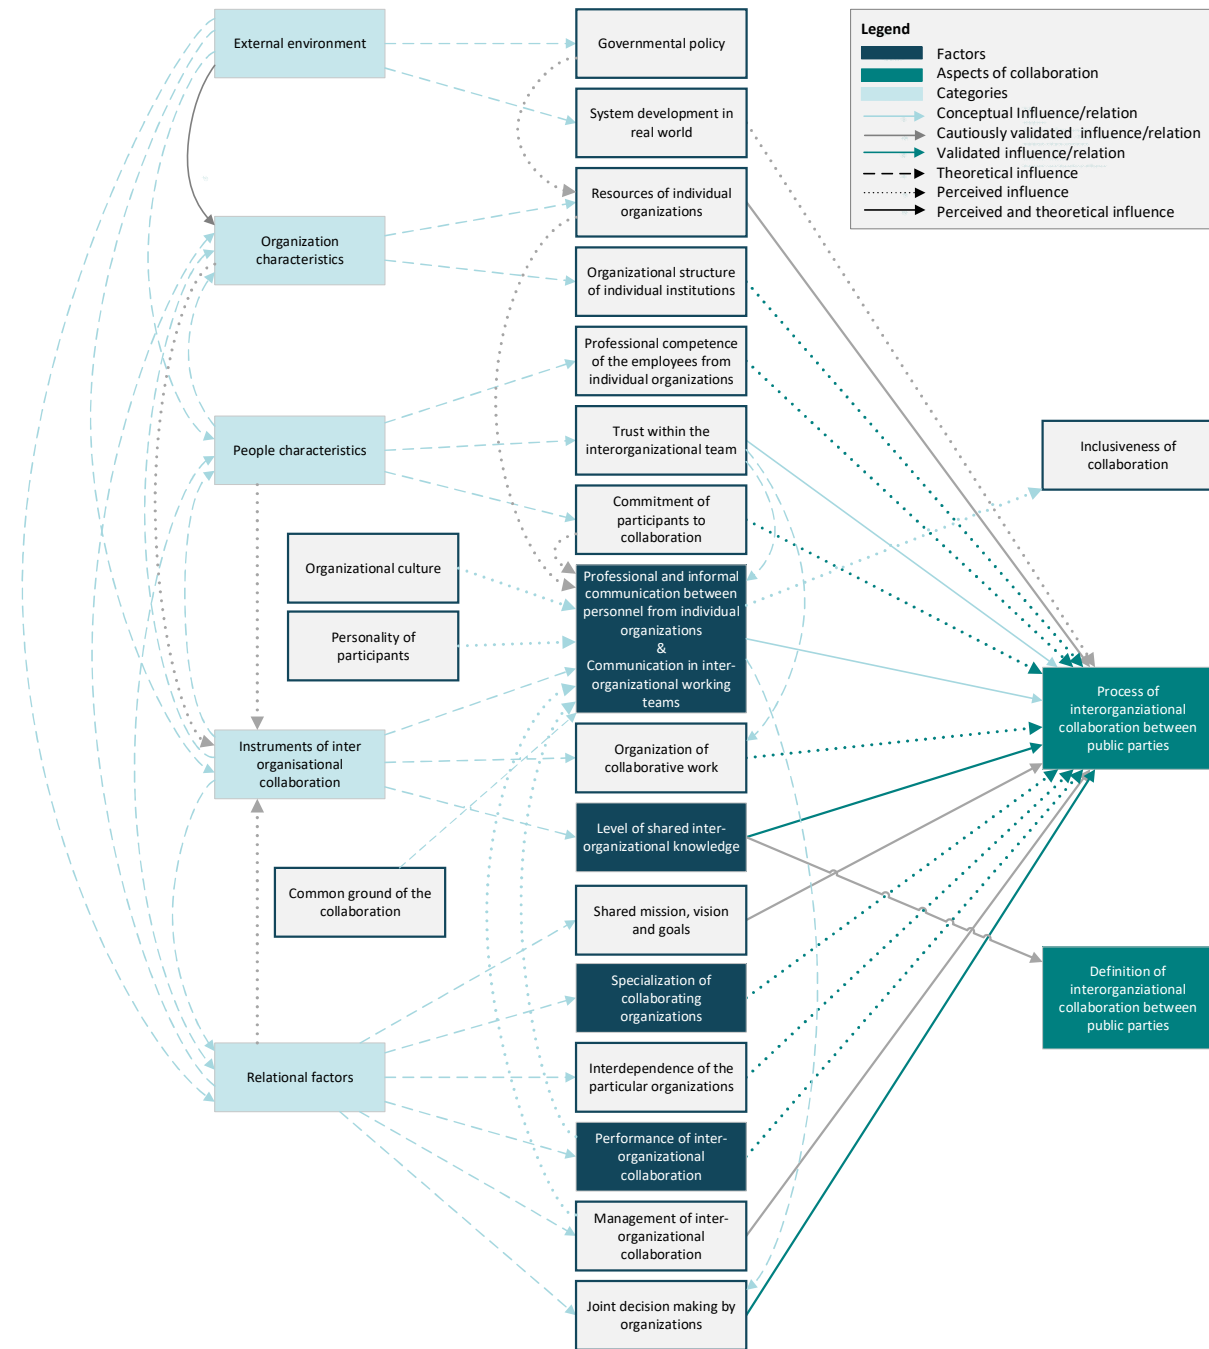 External environment
Governmental policy
System development in
real world
Resources of individual
organizations
Organization
characteristics
Organizational structure
of individual institutions
Professional competence
of the employees from
individual organizations
People characteristics
Trust within the
interorganizational team
Commitment of
participants to
collaboration
Organizational culture
Personality of
participants
Professional and informal
communication between
personnel from individual
organizations
&
Communication in inter-
organizational working
teams
Instruments of inter
organisational
collaboration
Organization of
collaborative work
Level of shared inter-
organizational knowledge
Common ground of the
collaboration
Shared mission, vision
and goals
Specialization of
collaborating
organizations
Relational factors
Interdependence of the
particular organizations
Performance of inter-
organizational
collaboration
Management of inter-
organizational
collaboration
Joint decision making by
organizations
Legend
Factors
Aspects of collaboration
Categories
Conceptual Influence/relation
Cautiously validated influence/relation
Validated influence/relation
Theoretical influence
Perceived influence
Perceived and theoretical influence
Inclusiveness of
collaboration
Process of
interorganziational
collaboration between
public parties
Definition of
interorganziational
collaboration between
public parties